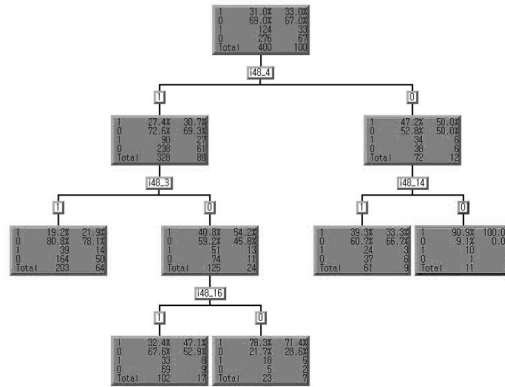 1 31.0% 33.0%
0 69.0% 67.0%
1 124 33
0 276 67
Total 400 100
i48_4
1 0
1 27.4% 30.7%
0 72.6% 69.3%
1 90 27
0 238 61
Total 328 88
1 47.2% 50.0%
0 52.8% 50.0%
1 34 6
0 38 6
Total 72 12
i48_3
i48_14
1 0
1 0
1 19.2% 21.9%
0 80.8% 78.1%
1 39 14
0 164 50
Total 203 64
1 40.8% 54.2%
0 59.2% 45.8%
1 51 13
0 74 11
Total 125 24
1 39.3% 33.3%
0 60.7% 66.7%
1 24 3
0 37 6
Total 61 9
1 90.9% 100.0
0 9.1% 0.0
1 10
0 1
Total 11
i48_16
1 0
1 32.4% 47.1%
0 67.6% 52.9%
1 33 8
0 69 9
Total 102 17
1 78.3% 71.4%
0 21.7% 28.6%
1 18 5
0 5 2
Total 23 7